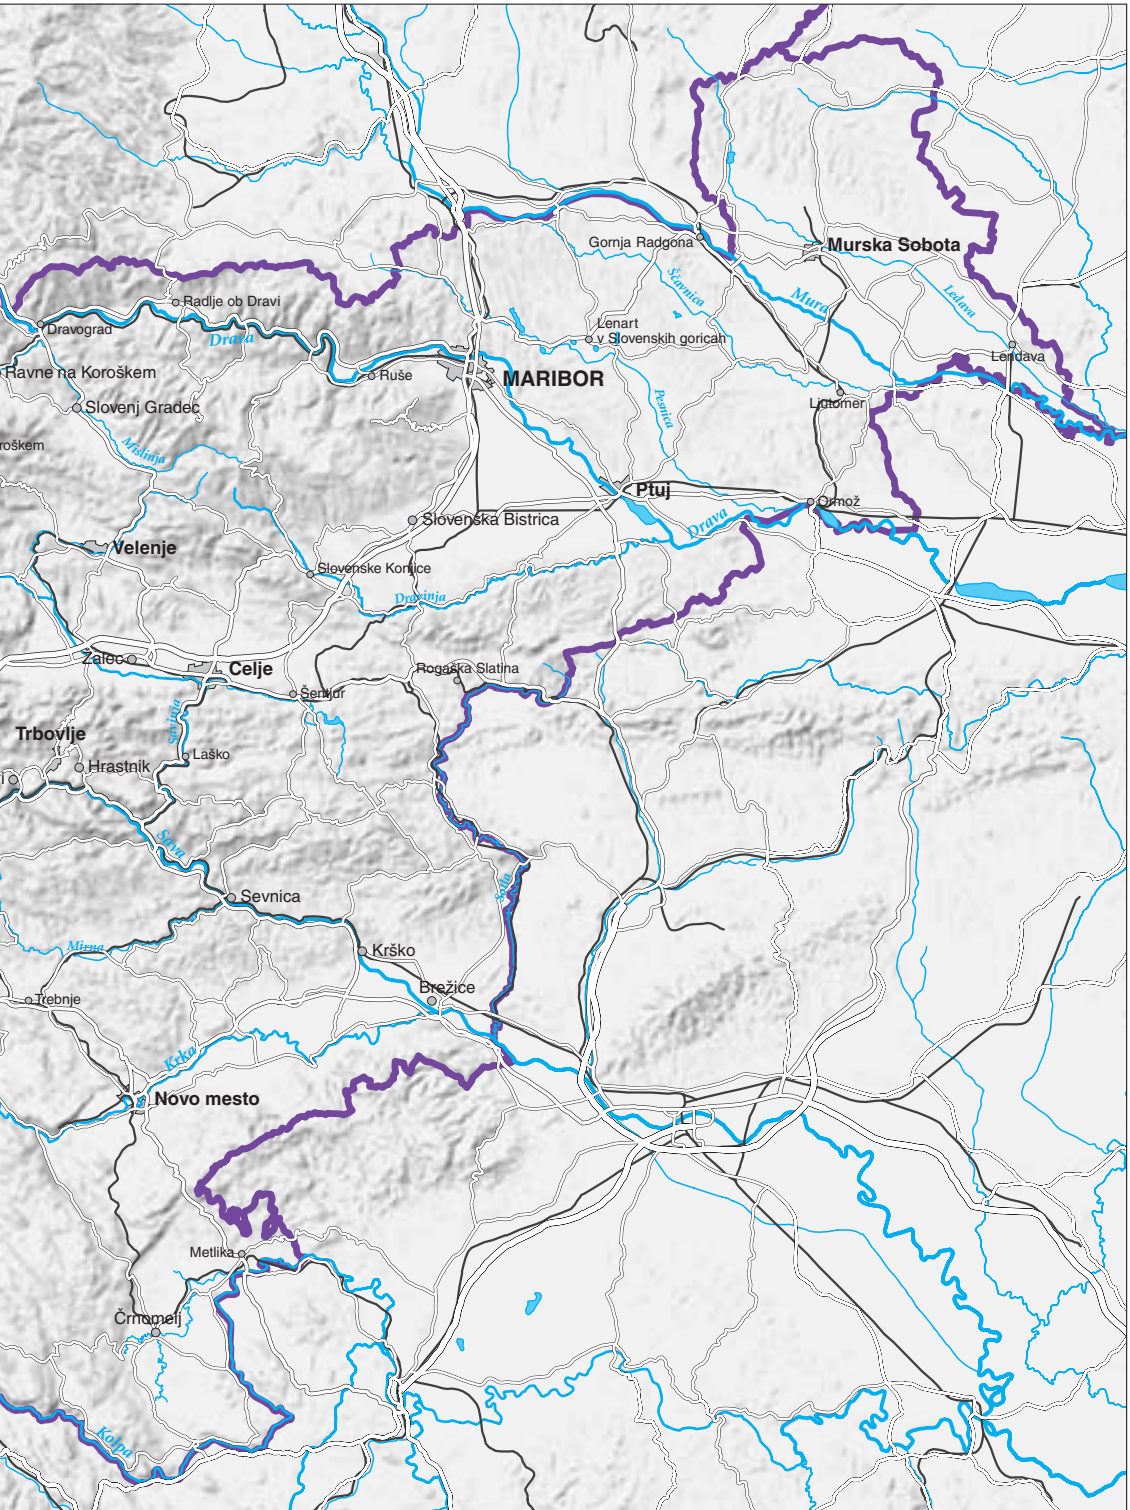 Gornja Radgona
Murska Sobota
Ščavnica
Mura
Ledava
Radlje ob Dravi
Dravograd
Drava
Lenart
v Slovenskih goricah
Lendava
Ravne na Koroškem
Ruše
MARIBOR
Slovenj Gradec
Pesnica
Ljutomer
roškem
Mislinja
Ptuj
Ormož
Slovenska Bistrica
Drava
Velenje
Slovenske Konjice
Dravinja
Žalec
Celje
Rogaška Slatina
Šentjur
Savinja
Trbovlje
Laško
Hrastnik
i
Sava
Sotla
Sevnica
Mirna
Krško
Brežice
Trebnje
Krka
Novo mesto
Metlika
Črnomelj
Kolpa